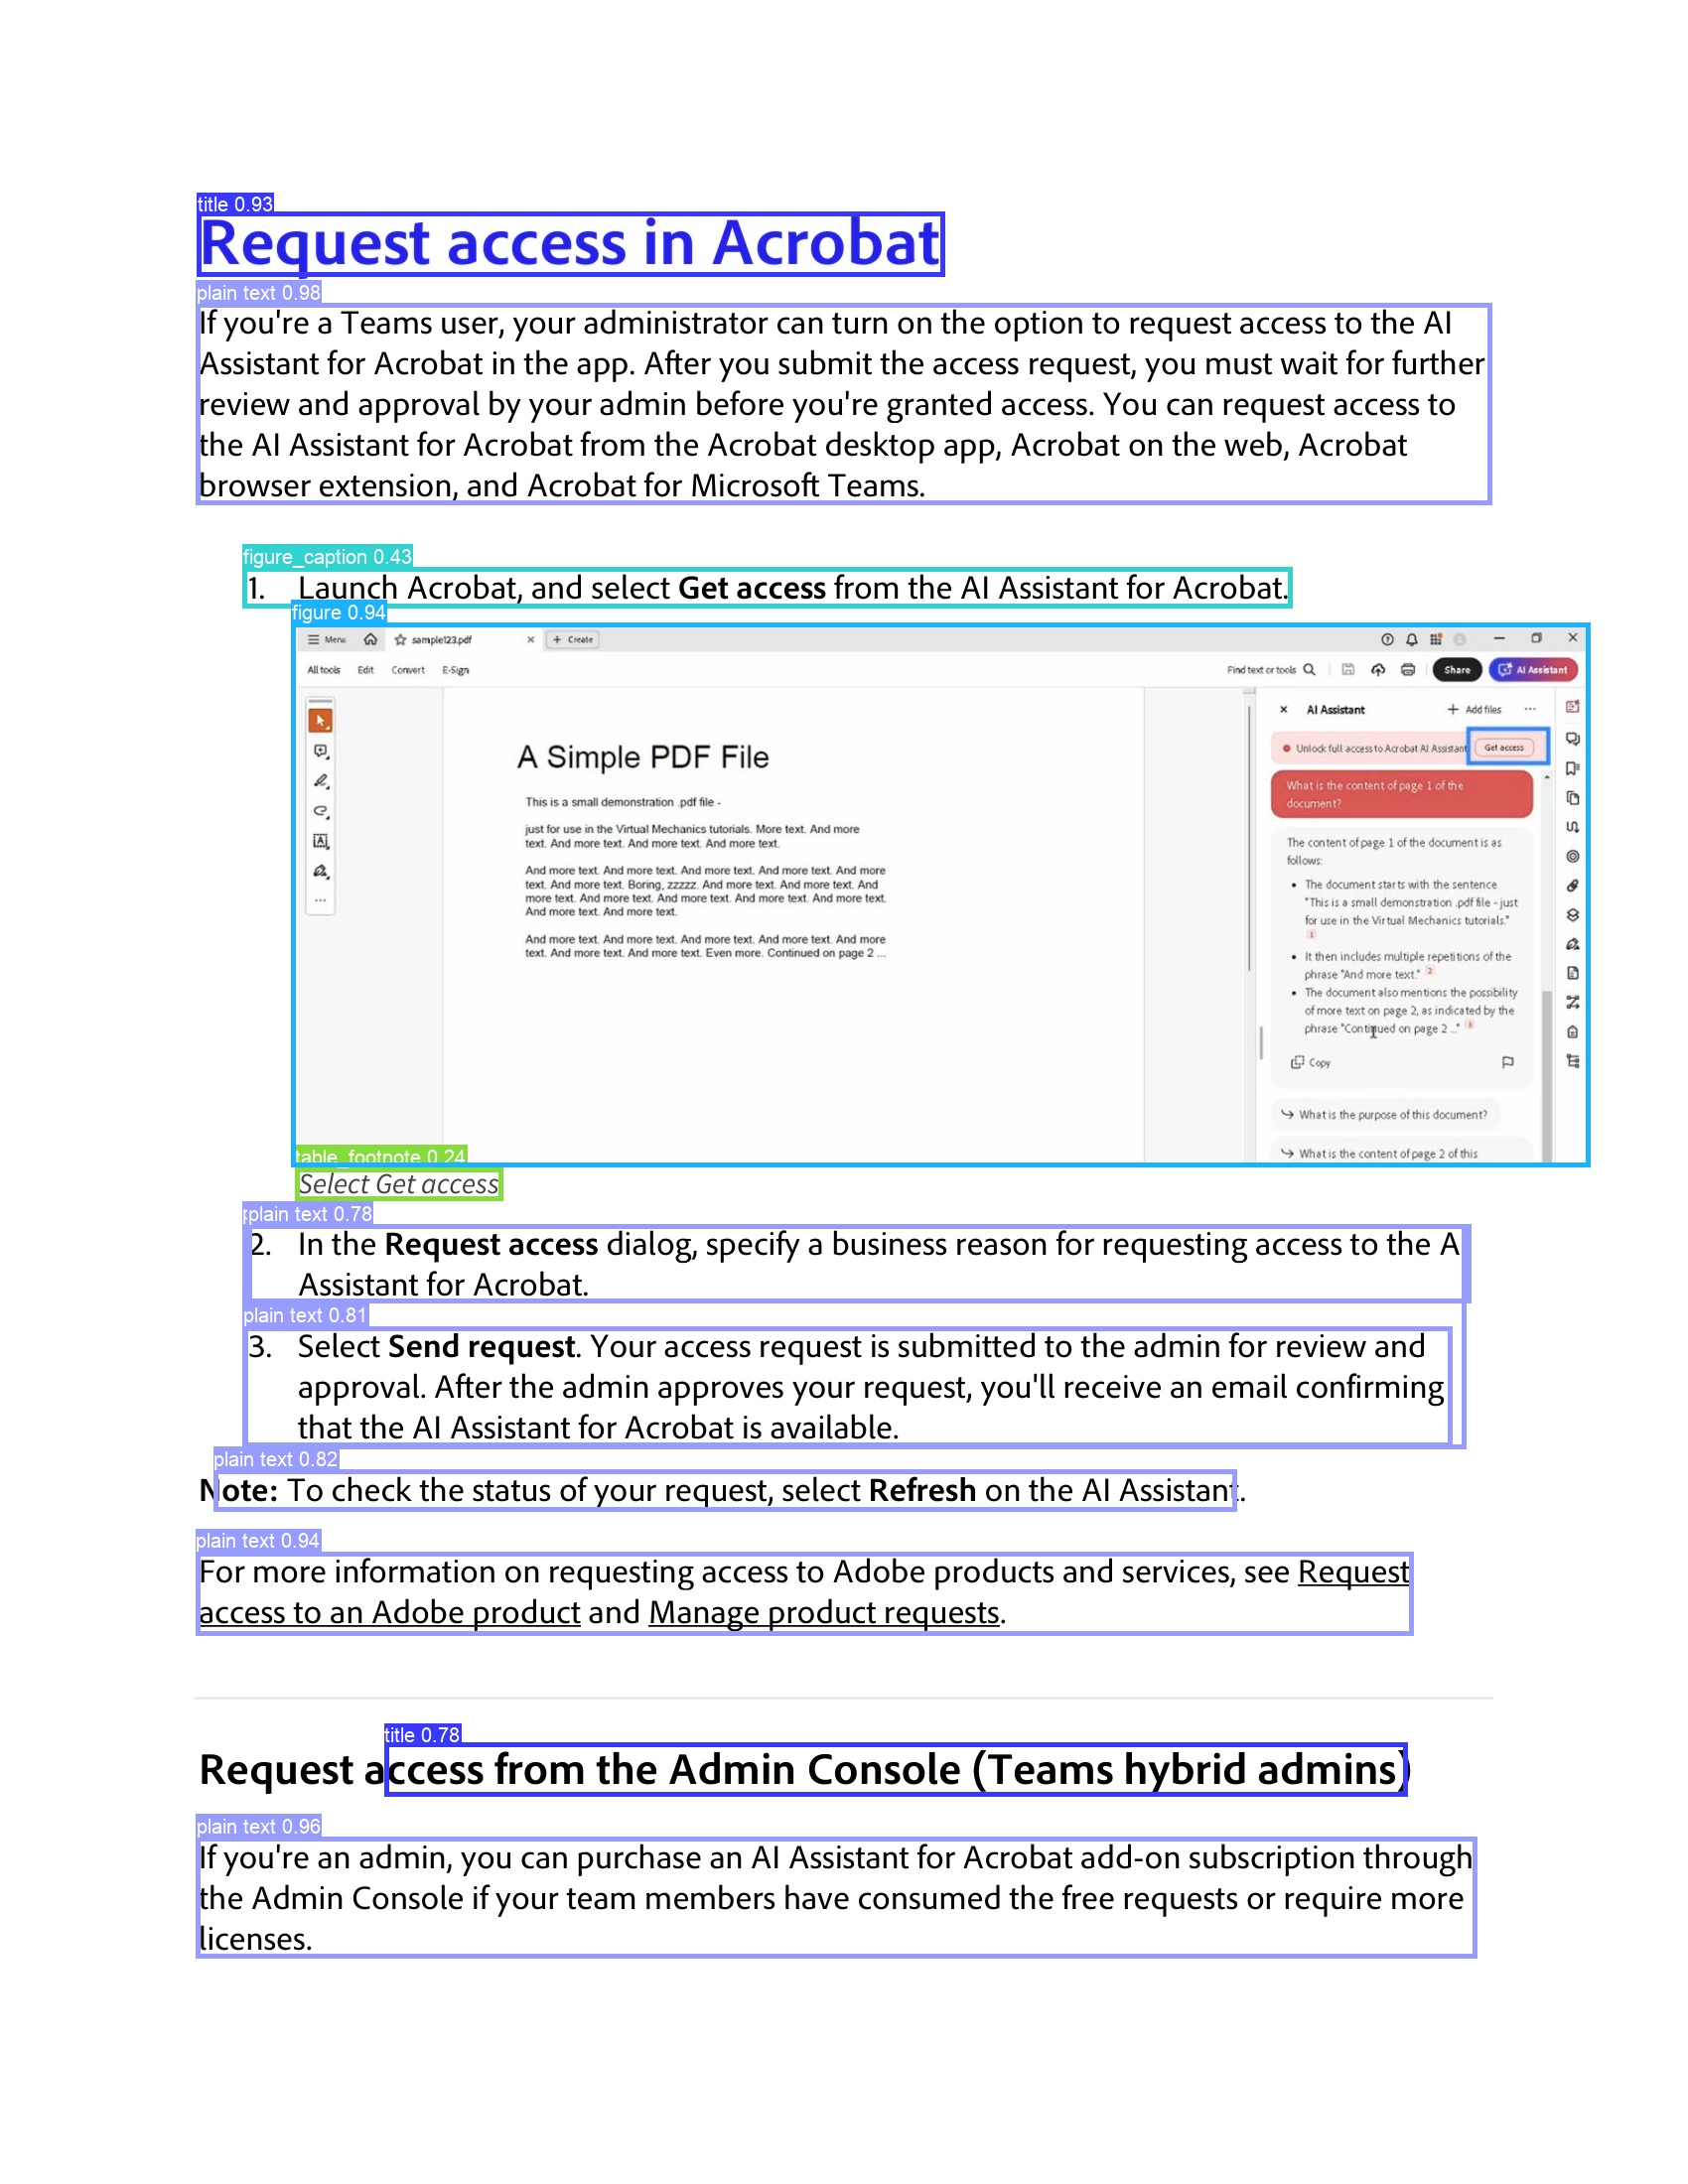 title 0.93
Request access in Acrobat
plain text 0.98
If you're a Teams user, your administrator can turn on the option to request access to the AI
Assistant for Acrobat in the app. After you submit the access request, you must wait for further
review and approval by your admin before you're granted access. You can request access to
the AI Assistant for Acrobat from the Acrobat desktop app, Acrobat on the web, Acrobat
browser extension, and Acrobat for Microsoft Teams.
figure_caption 0.43
1. Launch Acrobat, and select Get access from the AI Assistant for Acrobat.
figure 0.94
Menu sample123.pdf Create
All tools Edit Convert E-Sign Find text or tools Share AI Assistant
A Simple PDF File
This is a small demonstration .pdf file -
just for use in the Virtual Mechanics tutorials. More text. And more
text. And more text. And more text. And more text.
And more text. And more text. And more text. And more text. And more
text. And more text. Boring, zzzzz. And more text. And more text. And
more text. And more text. And more text. And more text. And more text.
And more text. And more text.
And more text. And more text. And more text. And more text. And more
text. And more text. And more text. Even more. Continued on page 2 ...
AI Assistant Add files ...
Unlock full access to Acrobat AI Assistant Get access
What is the content of page 1 of the
document?
The content of page 1 of the document is as
follows:
• The document starts with the sentence
"This is a small demonstration .pdf file - just
for use in the Virtual Mechanics tutorials."
1
• It then includes multiple repetitions of the
phrase "And more text." 2
• The document also mentions the possibility
of more text on page 2, as indicated by the
phrase "Continued on page 2 ..." 3
Copy
What is the purpose of this document?
What is the content of page 2 of this
table_footnote 0.24
Select Get access
plain text 0.78
2. In the Request access dialog, specify a business reason for requesting access to the A
Assistant for Acrobat.
plain text 0.81
3. Select Send request. Your access request is submitted to the admin for review and
approval. After the admin approves your request, you'll receive an email confirming
that the AI Assistant for Acrobat is available.
plain text 0.82
Note: To check the status of your request, select Refresh on the AI Assistant.
plain text 0.94
For more information on requesting access to Adobe products and services, see Request
access to an Adobe product and Manage product requests.
title 0.78
Request access from the Admin Console (Teams hybrid admins)
plain text 0.96
If you're an admin, you can purchase an AI Assistant for Acrobat add-on subscription through
the Admin Console if your team members have consumed the free requests or require more
licenses.